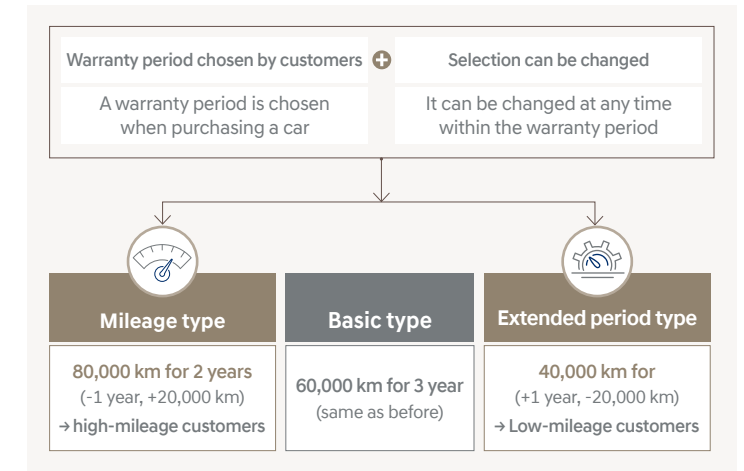 Warranty period chosen by customers
Selection can be changed
A warranty period is chosen
when purchasing a car
It can be changed at any time
within the warranty period
Mileage type
80,000 km for 2 years
(-1 year, +20,000 km)
→ high-mileage customers
Basic type
60,000 km for 3 year
(same as before)
Extended period type
40,000 km for
(+1 year, -20,000 km)
→ Low-mileage customers